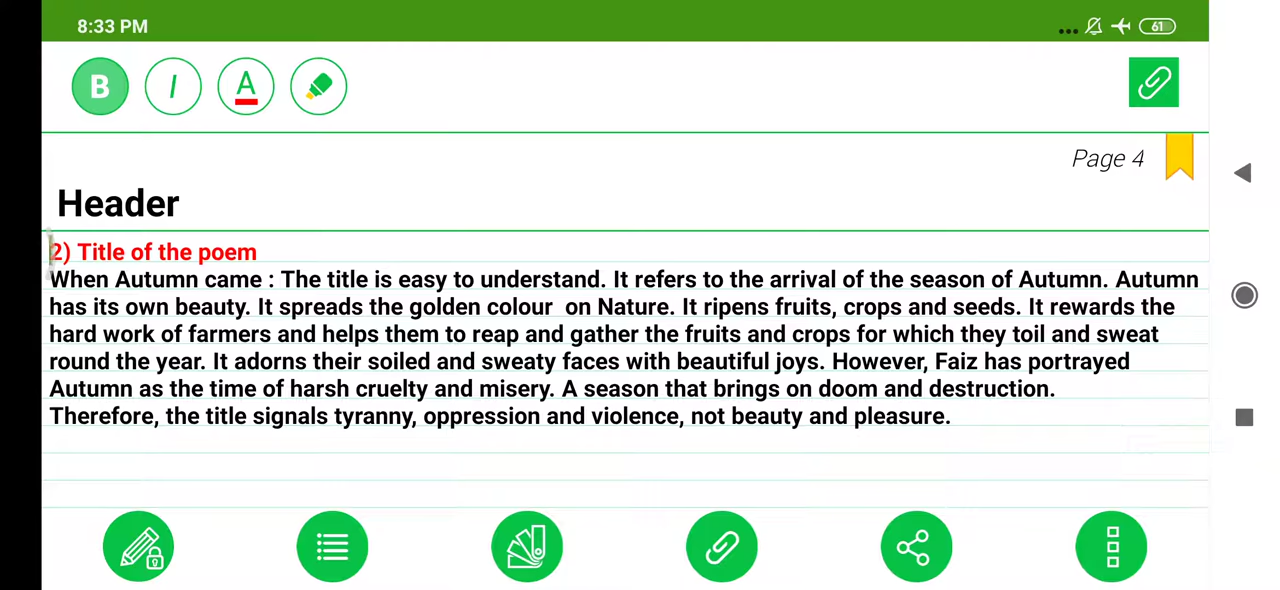 8:33 PM
61
B
I
A
Page 4
Header
2) Title of the poem
When Autumn came : The title is easy to understand. It refers to the arrival of the season of Autumn. Autumn
has its own beauty. It spreads the golden colour  on Nature. It ripens fruits, crops and seeds. It rewards the
hard work of farmers and helps them to reap and gather the fruits and crops for which they toil and sweat
round the year. It adorns their soiled and sweaty faces with beautiful joys. However, Faiz has portrayed
Autumn as the time of harsh cruelty and misery. A season that brings on doom and destruction.
Therefore, the title signals tyranny, oppression and violence, not beauty and pleasure.